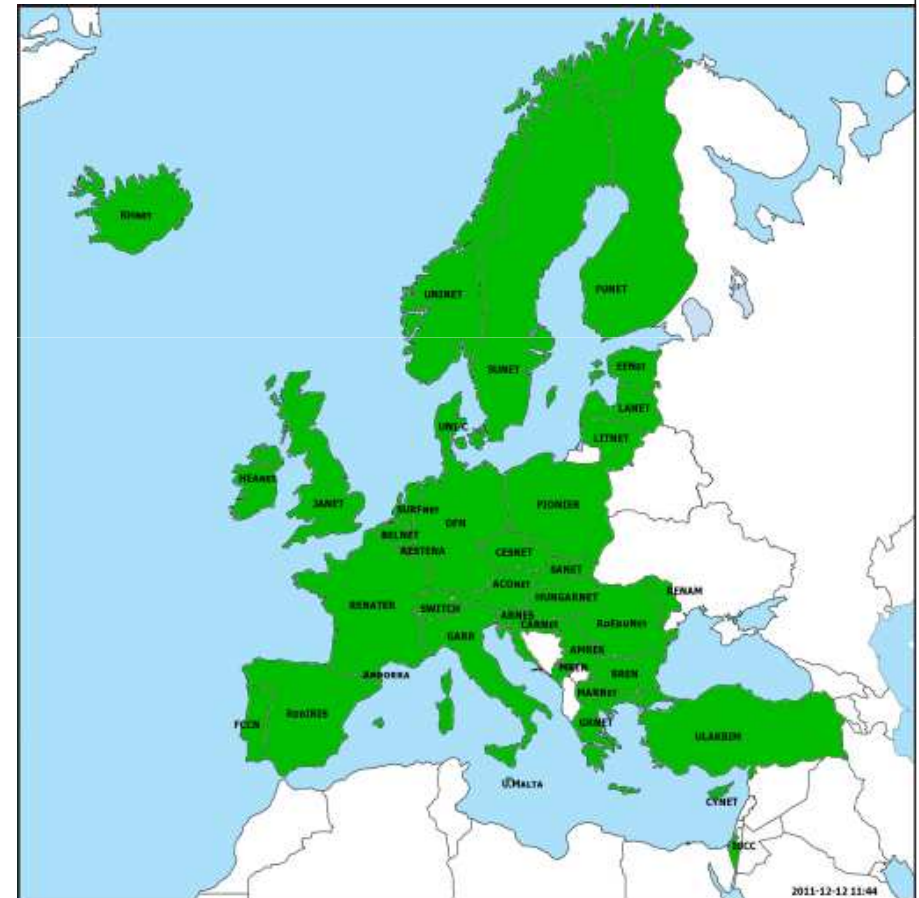 RHnet
UNINET
FUNET
SUNET
EENet
LANET
UNI-C
LITNET
HEANet
JANET
SURFnet
PIONIER
DFN
BELNET
RESTENA
CESNET
SANET
ACONet
RENAM
HUNGARNET
RENATER
SWITCH
ARNES
RoEduNet
CARNet
GARR
AMRES
MREN
BREN
ANDORRA
MARNet
RedIRIS
FCCN
GRNET
ULAKBIM
U.MALTA
CYNET
IUCC
2011-12-12 11:44